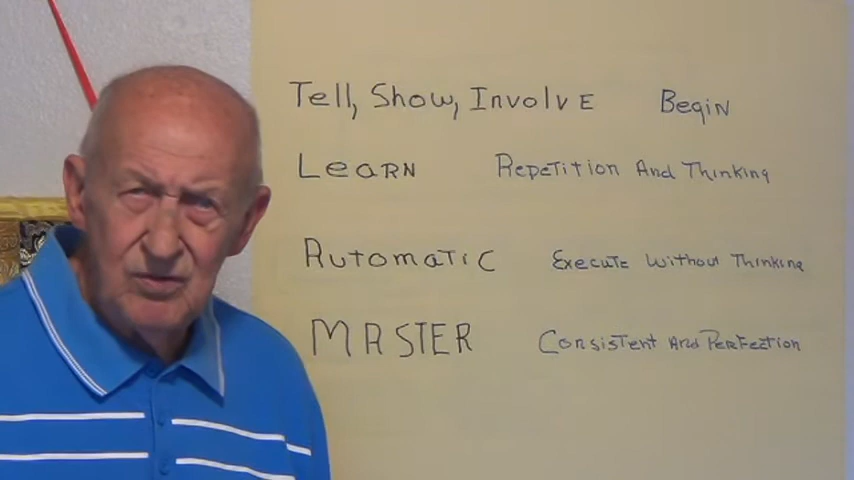 Tell, Show, Involve Begin
Learn Repetition And Thinking
Automatic Execute Without Thinking
MASTER Consistent And Perfection